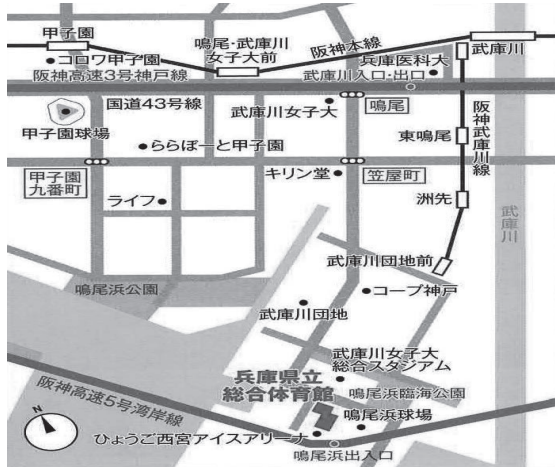 甲子園
コロワ甲子園
阪神高速3号神戸線
鳴尾・武庫川
女子大前
阪神本線
武庫川
兵庫医科大
武庫川入口・出口
国道43号線
武庫川女子大
鳴尾
甲子園球場
ららぽーと甲子園
東鳴尾
阪神武庫川線
甲子園
九番町
キリン堂
笠屋町
ライフ
洲先
武庫川
鳴尾浜公園
武庫川団地前
コープ神戸
武庫川団地
武庫川女子大
総合スタジアム
兵庫県立
総合体育館
鳴尾浜臨海公園
阪神高速5号湾岸線
鳴尾浜球場
ひょうご西宮アイスアリーナ
鳴尾浜出入口
N